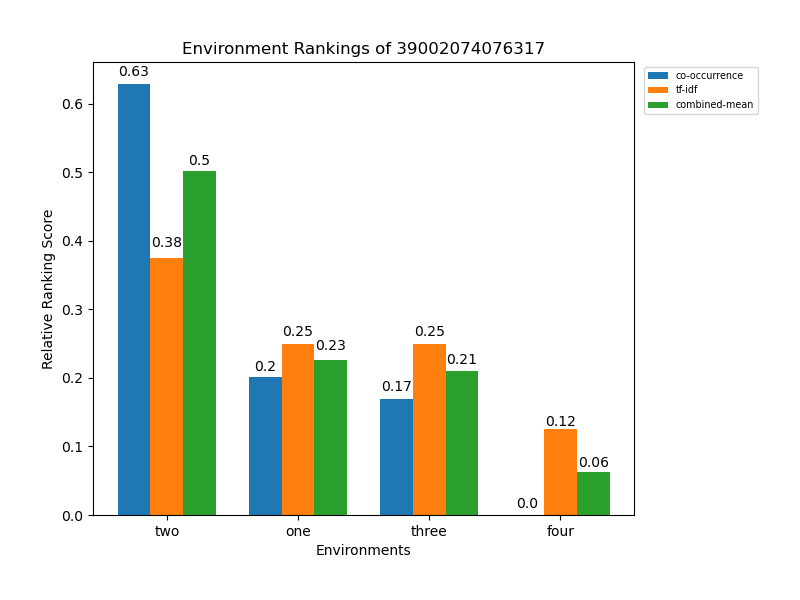 Environment Rankings of 39002074076317
co-occurrence
tf-idf
combined-mean
Relative Ranking Score
0.6
0.5
0.4
0.3
0.2
0.1
0.0
0.63
0.38
0.5
0.2
0.25
0.23
0.17
0.25
0.21
0.0
0.12
0.06
two
one
three
four
Environments